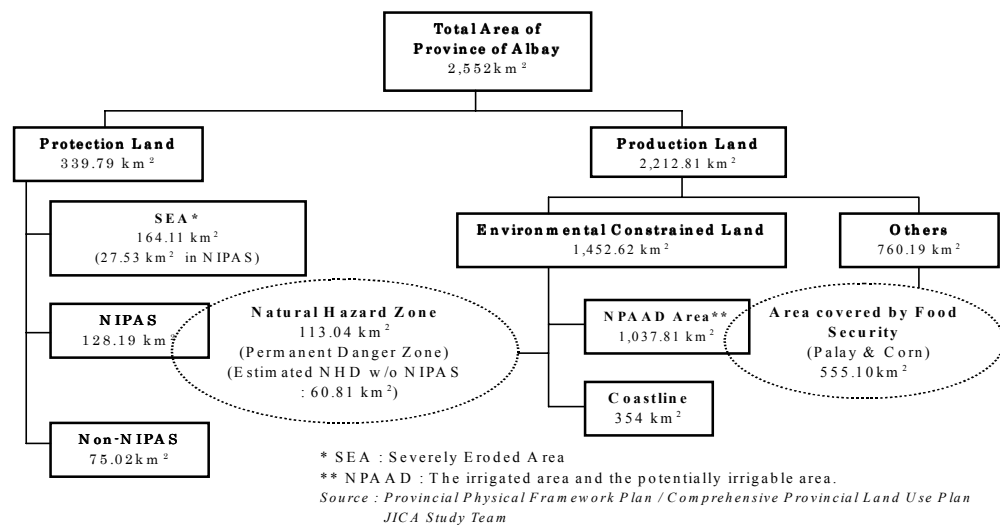 Total Area of
Province of Albay
2,552km²
Protection Land
339.79 km²
Production Land
2,212.81 km²
SEA*
164.11 km²
(27.53 km² in NIPAS)
Environmental Constrained Land
1,452.62 km²
Others
760.19 km²
NIPAS
128.19 km²
Natural Hazard Zone
113.04 km²
(Permanent Danger Zone)
(Estimated NHD w/o NIPAS
: 60.81 km²)
NPAAD Area**
1,037.81 km²
Area covered by Food
Security
(Palay & Corn)
555.10km²
Coastline
354 km²
Non-NIPAS
75.02km²
* SEA : Severely Eroded Area
** NPAAD : The irrigated area and the potentially irrigable area.
Source : Provincial Physical Framework Plan / Comprehensive Provincial Land Use Plan
JICA Study Team